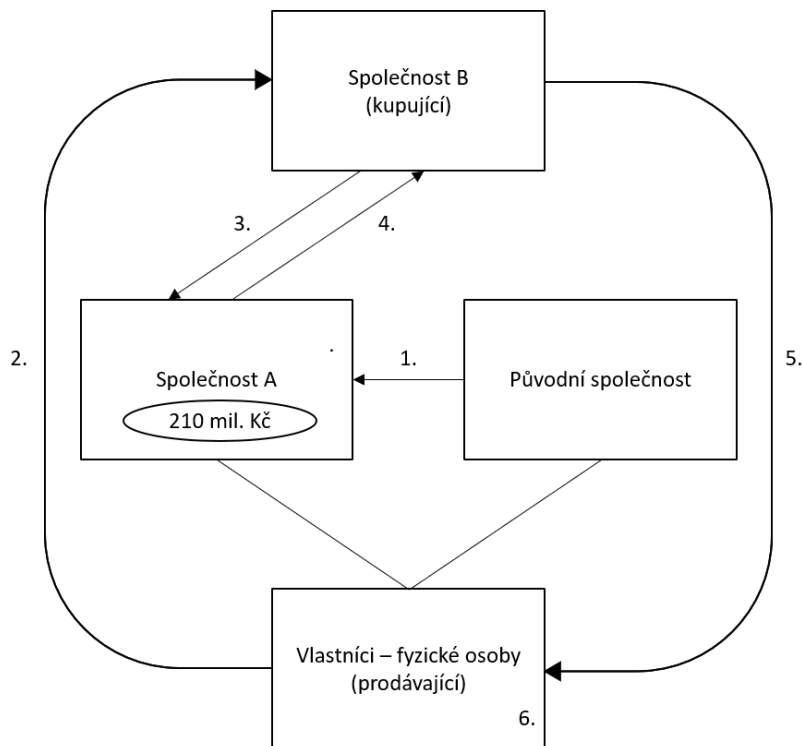 Společnost B
(kupující)
3.
4.
2.
Společnost A
210 mil. Kč
1.
Původní společnost
5.
Vlastníci – fyzické osoby
(prodávající)
6.